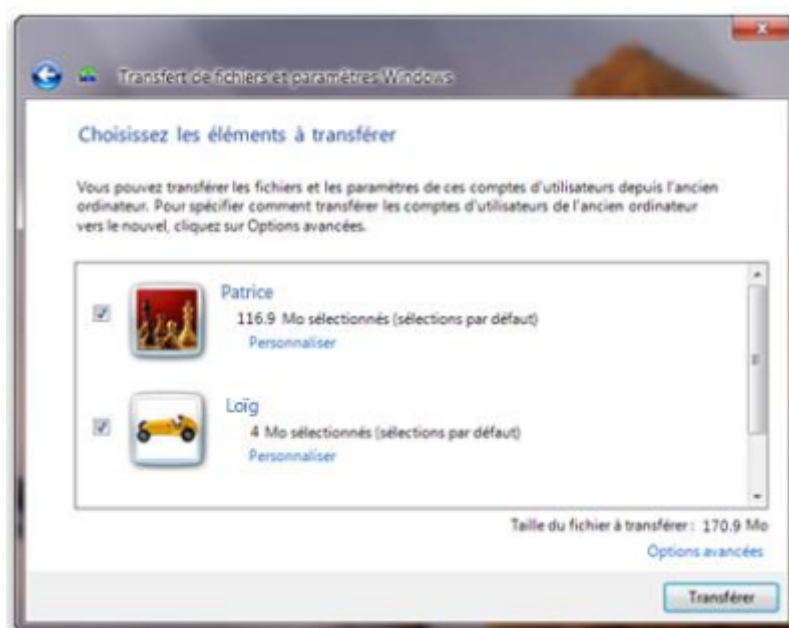 Transfert de fichiers et paramètres Windows
Choisissez les éléments à transférer
Vous pouvez transférer les fichiers et les paramètres de ces comptes d'utilisateurs depuis l'ancien
ordinateur. Pour spécifier comment transférer les comptes d'utilisateurs de l'ancien ordinateur
vers le nouvel, cliquez sur Options avancées.
Patrice
116.9 Mo sélectionnés (sélections par défaut)
Personnaliser
Loïg
4 Mo sélectionnés (sélections par défaut)
Personnaliser
Taille du fichier à transférer : 170.9 Mo
Options avancées
Transférer